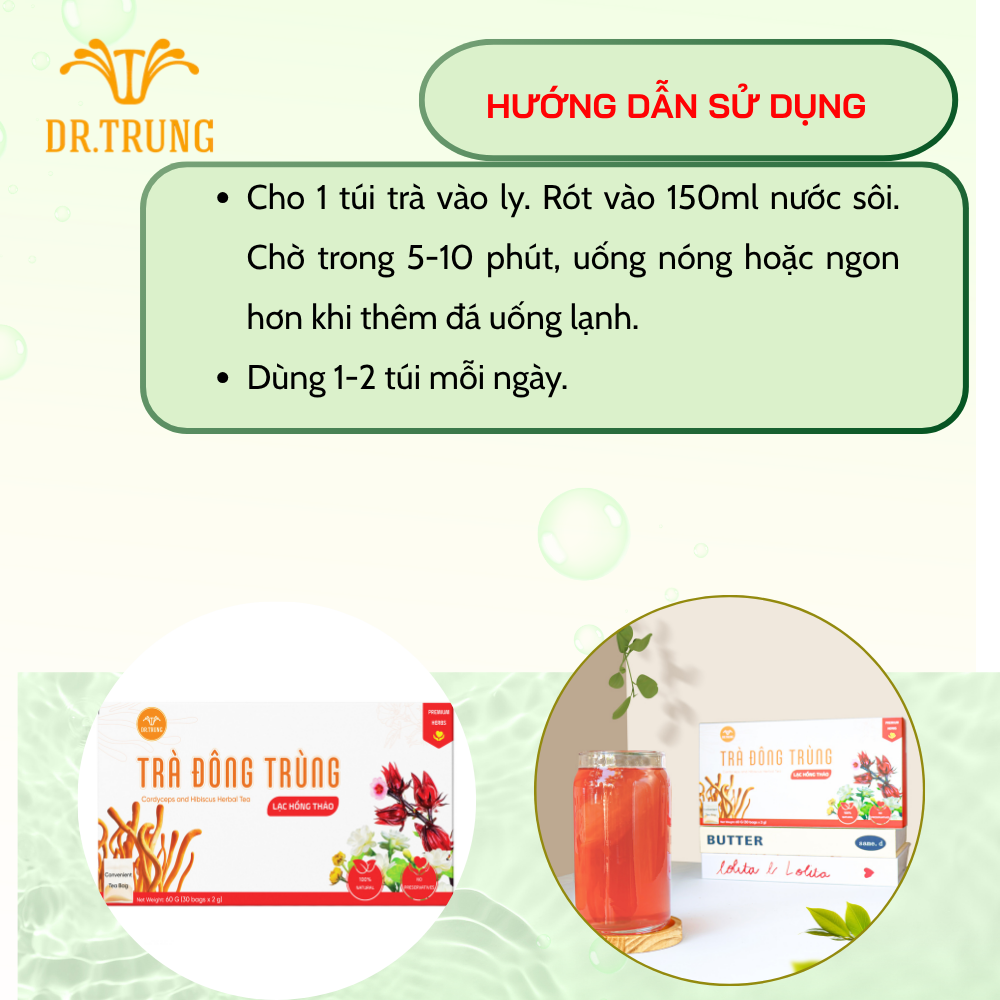 DR.TRUNG
HƯỚNG DẪN SỬ DỤNG
• Cho 1 túi trà vào ly. Rót vào 150ml nước sôi.
Chờ trong 5-10 phút, uống nóng hoặc ngon
hơn khi thêm đá uống lạnh.
• Dùng 1-2 túi mỗi ngày.
DR.TRUNG
PREMIUM
HERBS
TRÀ ĐÔNG TRÙNG
Cordyceps and Hibiscus Herbal Tea
LẠC HỒNG THẢO
Convenient
Tea Bag
100%
NATURAL
NO
PRESERVATIVES
Net Weight: 60 G (30 bags x 2 g)
TRÀ ĐÔNG TRÙNG
LẠC HỒNG THẢO
BUTTER
lolita & Lolita